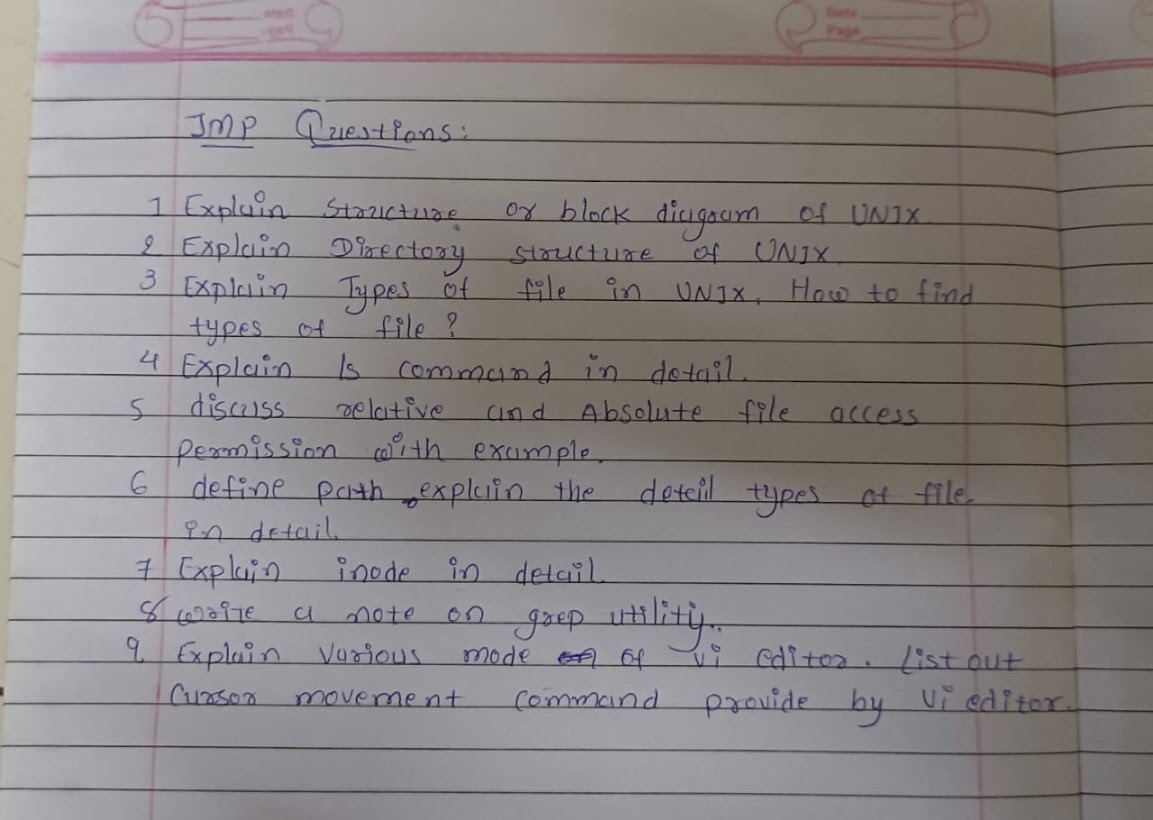 Date
Page
IMP Questions:
1 Explain Structure or block diagram of UNIX
2 Explain Directory structure of UNIX
3 Explain Types of file in UNIX. How to find
types of file ?
4 Explain ls command in detail.
5 discuss relative and Absolute file access
permission with example.
6 define path explain the deteil types of file.
in detail.
7 Explain inode in detail
8 write a note on grep utility..
9 Explain Various mode of vi editor. List out
Cursor movement command provide by Vi editor.